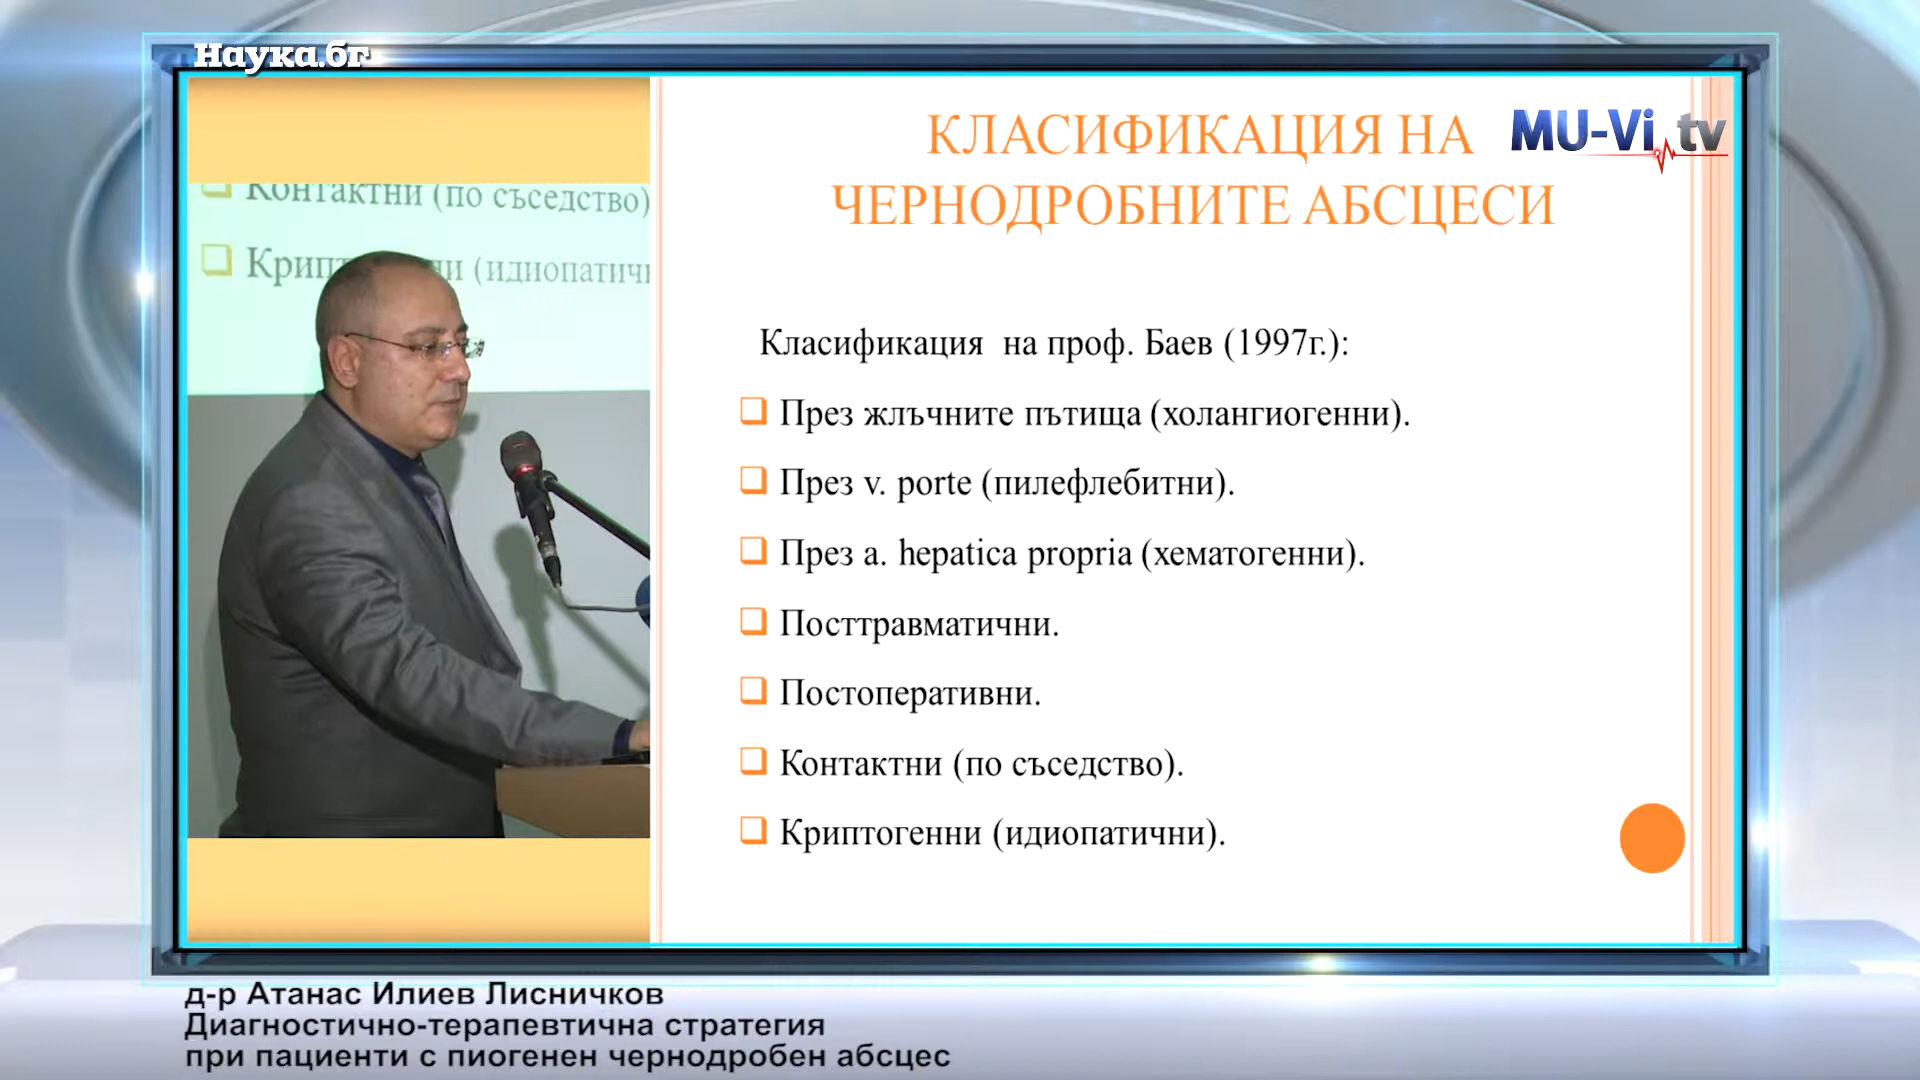 Наука.бг
MU-Vi tv
Контактни (по съседство)
КЛАСИФИКАЦИЯ НА
ЧЕРНОДРОБНИТЕ АБСЦЕСИ
Класификация на проф. Баев (1997г.):
През жлъчните пътища (холангиогенни).
През v. porte (пилефлебитни).
През a. hepatica propria (хематогенни).
Посттравматични.
Постоперативни.
Контактни (по съседство).
Криптогенни (идиопатични).
д-р Атанас Илиев Лисничков
Диагностично-терапевтична стратегия
при пациенти с пиогенен чернодробен абсцес